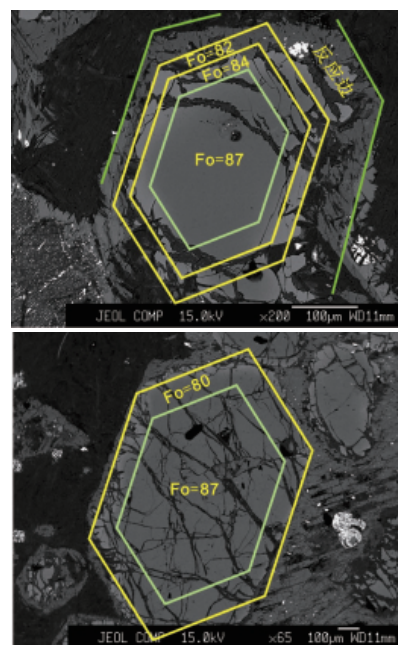 Fo=82
Fo=84
反应边
Fo=87
JEOL COMP 15.0kV ×200 100μm WD11mm
Fo=80
Fo=87
JEOL COMP 15.0kV ×65 100μm WD11mm